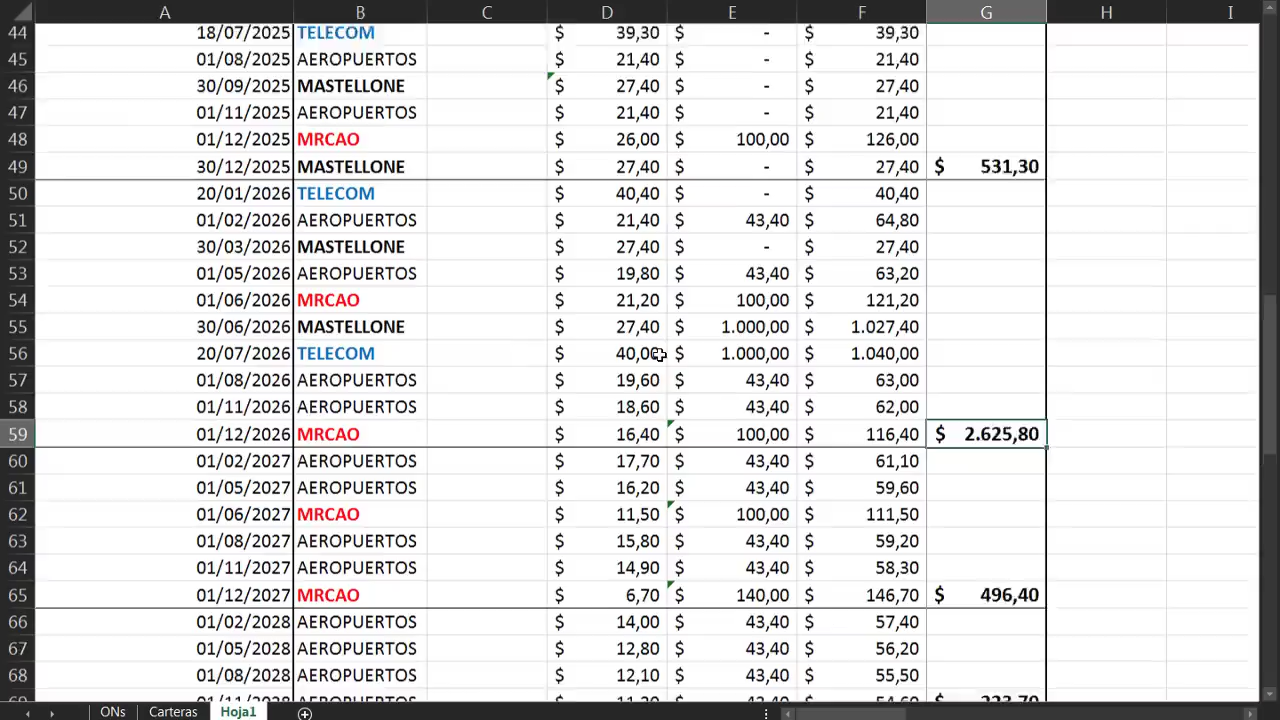 A B C D E F G H I
44 18/07/2025 TELECOM $ 39,30 $ - $ 39,30
45 01/08/2025 AEROPUERTOS $ 21,40 $ - $ 21,40
46 30/09/2025 MASTELLONE $ 27,40 $ - $ 27,40
47 01/11/2025 AEROPUERTOS $ 21,40 $ - $ 21,40
48 01/12/2025 MRCAO $ 26,00 $ 100,00 $ 126,00
49 30/12/2025 MASTELLONE $ 27,40 $ - $ 27,40 $ 531,30
50 20/01/2026 TELECOM $ 40,40 $ - $ 40,40
51 01/02/2026 AEROPUERTOS $ 21,40 $ 43,40 $ 64,80
52 30/03/2026 MASTELLONE $ 27,40 $ - $ 27,40
53 01/05/2026 AEROPUERTOS $ 19,80 $ 43,40 $ 63,20
54 01/06/2026 MRCAO $ 21,20 $ 100,00 $ 121,20
55 30/06/2026 MASTELLONE $ 27,40 $ 1.000,00 $ 1.027,40
56 20/07/2026 TELECOM $ 40,00 $ 1.000,00 $ 1.040,00
57 01/08/2026 AEROPUERTOS $ 19,60 $ 43,40 $ 63,00
58 01/11/2026 AEROPUERTOS $ 18,60 $ 43,40 $ 62,00
59 01/12/2026 MRCAO $ 16,40 $ 100,00 $ 116,40 $ 2.625,80
60 01/02/2027 AEROPUERTOS $ 17,70 $ 43,40 $ 61,10
61 01/05/2027 AEROPUERTOS $ 16,20 $ 43,40 $ 59,60
62 01/06/2027 MRCAO $ 11,50 $ 100,00 $ 111,50
63 01/08/2027 AEROPUERTOS $ 15,80 $ 43,40 $ 59,20
64 01/11/2027 AEROPUERTOS $ 14,90 $ 43,40 $ 58,30
65 01/12/2027 MRCAO $ 6,70 $ 140,00 $ 146,70 $ 496,40
66 01/02/2028 AEROPUERTOS $ 14,00 $ 43,40 $ 57,40
67 01/05/2028 AEROPUERTOS $ 12,80 $ 43,40 $ 56,20
68 01/08/2028 AEROPUERTOS $ 12,10 $ 43,40 $ 55,50
ONs Carteras Hoja1